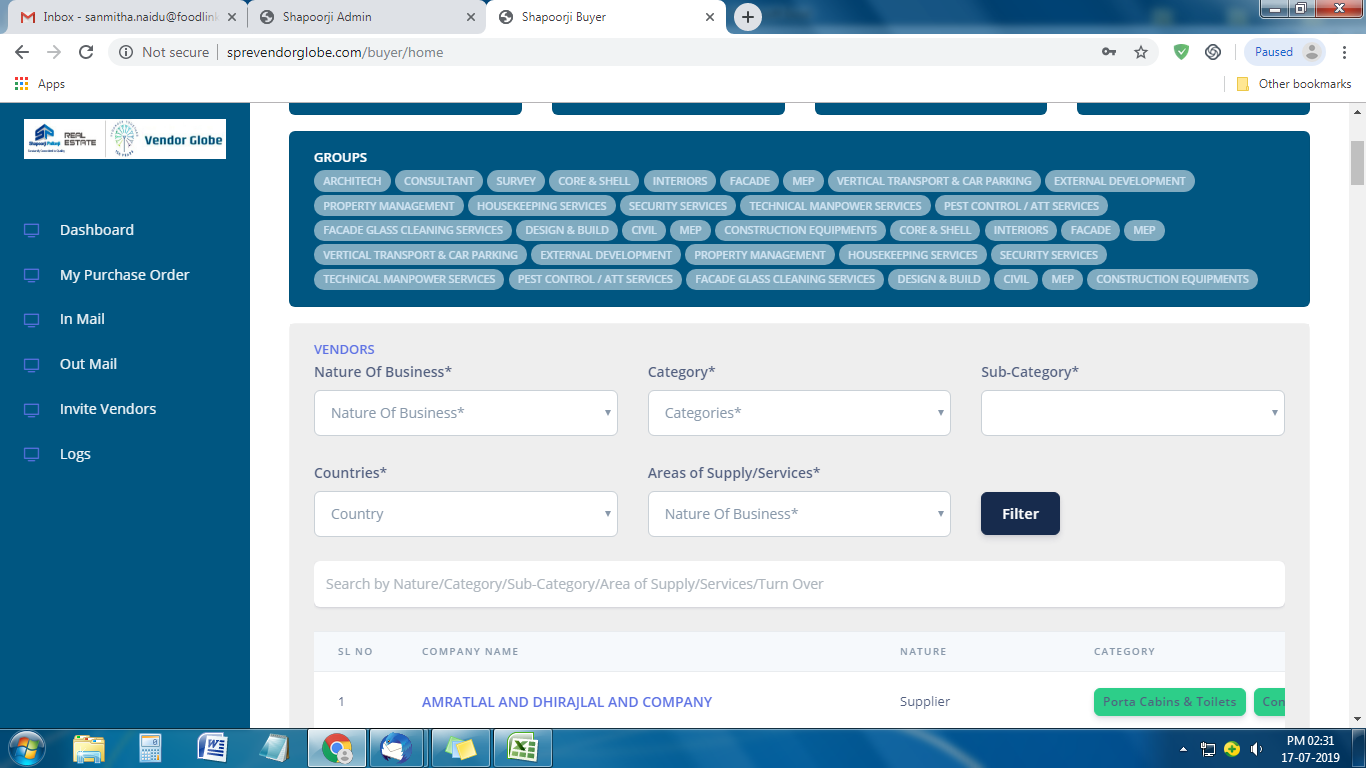 Inbox - sanmitha.naidu@foodlink
Shapoorji Admin
Shapoorji Buyer
Not secure
sprevendorglobe.com/buyer/home
Paused
Apps
Other bookmarks
Shapoorji Pallonji
REAL ESTATE
Vendor Globe
Dashboard
My Purchase Order
In Mail
Out Mail
Invite Vendors
Logs
GROUPS
ARCHITECH CONSULTANT SURVEY CORE & SHELL INTERIORS FACADE MEP VERTICAL TRANSPORT & CAR PARKING EXTERNAL DEVELOPMENT
PROPERTY MANAGEMENT HOUSEKEEPING SERVICES SECURITY SERVICES TECHNICAL MANPOWER SERVICES PEST CONTROL / ATT SERVICES
FACADE GLASS CLEANING SERVICES DESIGN & BUILD CIVIL MEP CONSTRUCTION EQUIPMENTS CORE & SHELL INTERIORS FACADE MEP
VERTICAL TRANSPORT & CAR PARKING EXTERNAL DEVELOPMENT PROPERTY MANAGEMENT HOUSEKEEPING SERVICES SECURITY SERVICES
TECHNICAL MANPOWER SERVICES PEST CONTROL / ATT SERVICES FACADE GLASS CLEANING SERVICES DESIGN & BUILD CIVIL MEP CONSTRUCTION EQUIPMENTS
VENDORS
Nature Of Business* Category* Sub-Category*
Nature Of Business* Categories*
Countries* Areas of Supply/Services*
Country Nature Of Business* Filter
Search by Nature/Category/Sub-Category/Area of Supply/Services/Turn Over
SL NO COMPANY NAME NATURE CATEGORY
1 AMRATLAL AND DHIRAJLAL AND COMPANY Supplier Porta Cabins & Toilets Con
PM 02:31
17-07-2019